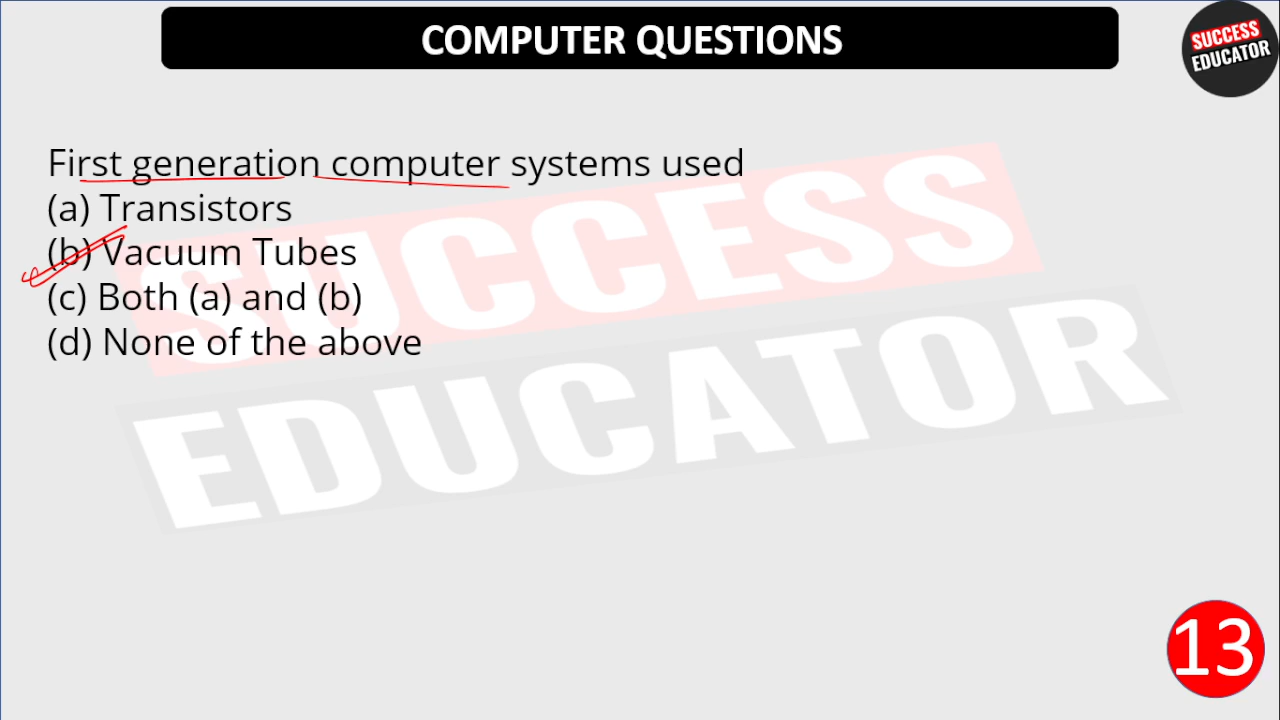 COMPUTER QUESTIONS
SUCCESS
EDUCATOR
First generation computer systems used
(a) Transistors
(b) Vacuum Tubes
(c) Both (a) and (b)
(d) None of the above
SUCCESS
EDUCATOR
13